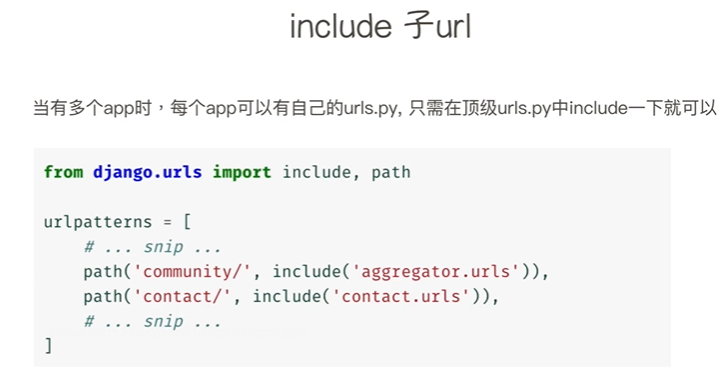 include 子url
当有多个app时，每个app可以有自己的urls.py, 只需在顶级urls.py中include一下就可以
from django.urls import include, path
urlpatterns = [
    # ... snip ...
    path('community/', include('aggregator.urls')),
    path('contact/', include('contact.urls')),
    # ... snip ...
]